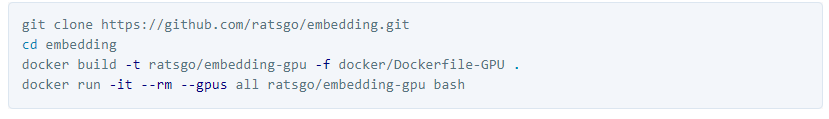 git clone https://github.com/ratsgo/embedding.git
cd embedding
docker build -t ratsgo/embedding-gpu -f docker/Dockerfile-GPU .
docker run -it --rm --gpus all ratsgo/embedding-gpu bash